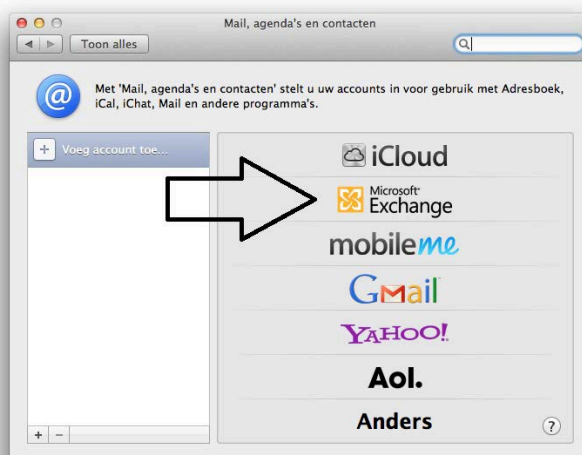 Mail, agenda's en contacten
Toon alles
Met 'Mail, agenda's en contacten' stelt u uw accounts in voor gebruik met Adresboek,
iCal, iChat, Mail en andere programma's.
Voeg account toe...
iCloud
Microsoft
Exchange
mobileme
Gmail
YAHOO!
Aol.
Anders